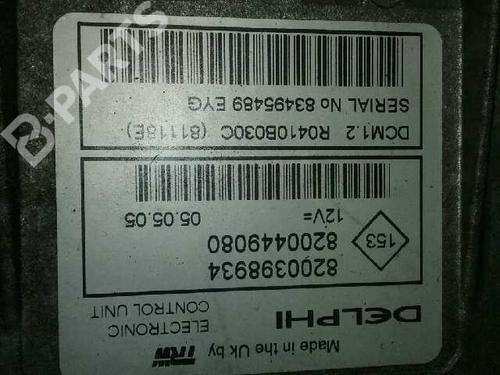 Made in the Uk by TRW
DELPHI
ELECTRONIC
CONTROL UNIT
8200398934
8200449080
153
12V=
05.05.05
DCM1.2 R0410B030C (81118E)
SERIAL No 83495489 EYG
B-PARTS